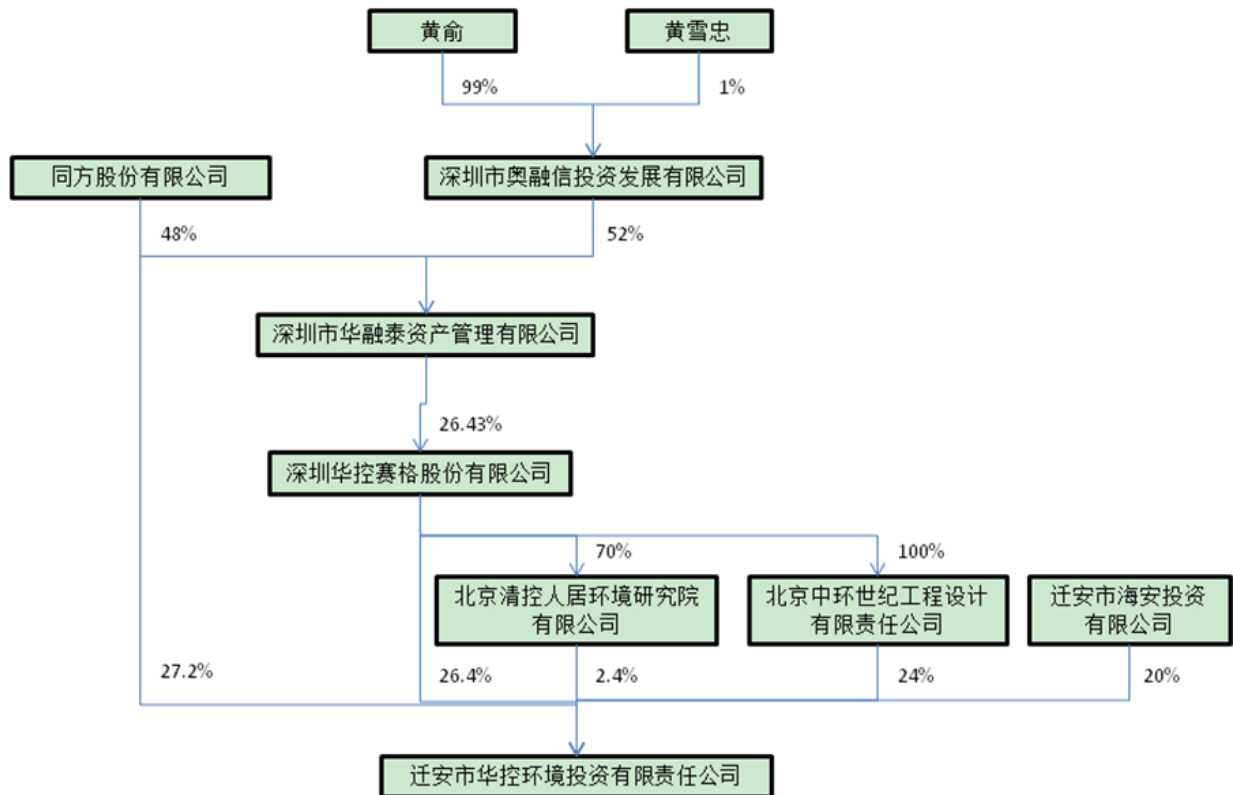 黄俞
黄雪忠
99%
1%
同方股份有限公司
深圳市奥融信投资发展有限公司
48%
52%
深圳市华融泰资产管理有限公司
26.43%
深圳华控赛格股份有限公司
70%
100%
北京清控人居环境研究院
有限公司
北京中环世纪工程设计
有限责任公司
迁安市海安投资
有限公司
27.2%
26.4%
2.4%
24%
20%
迁安市华控环境投资有限责任公司